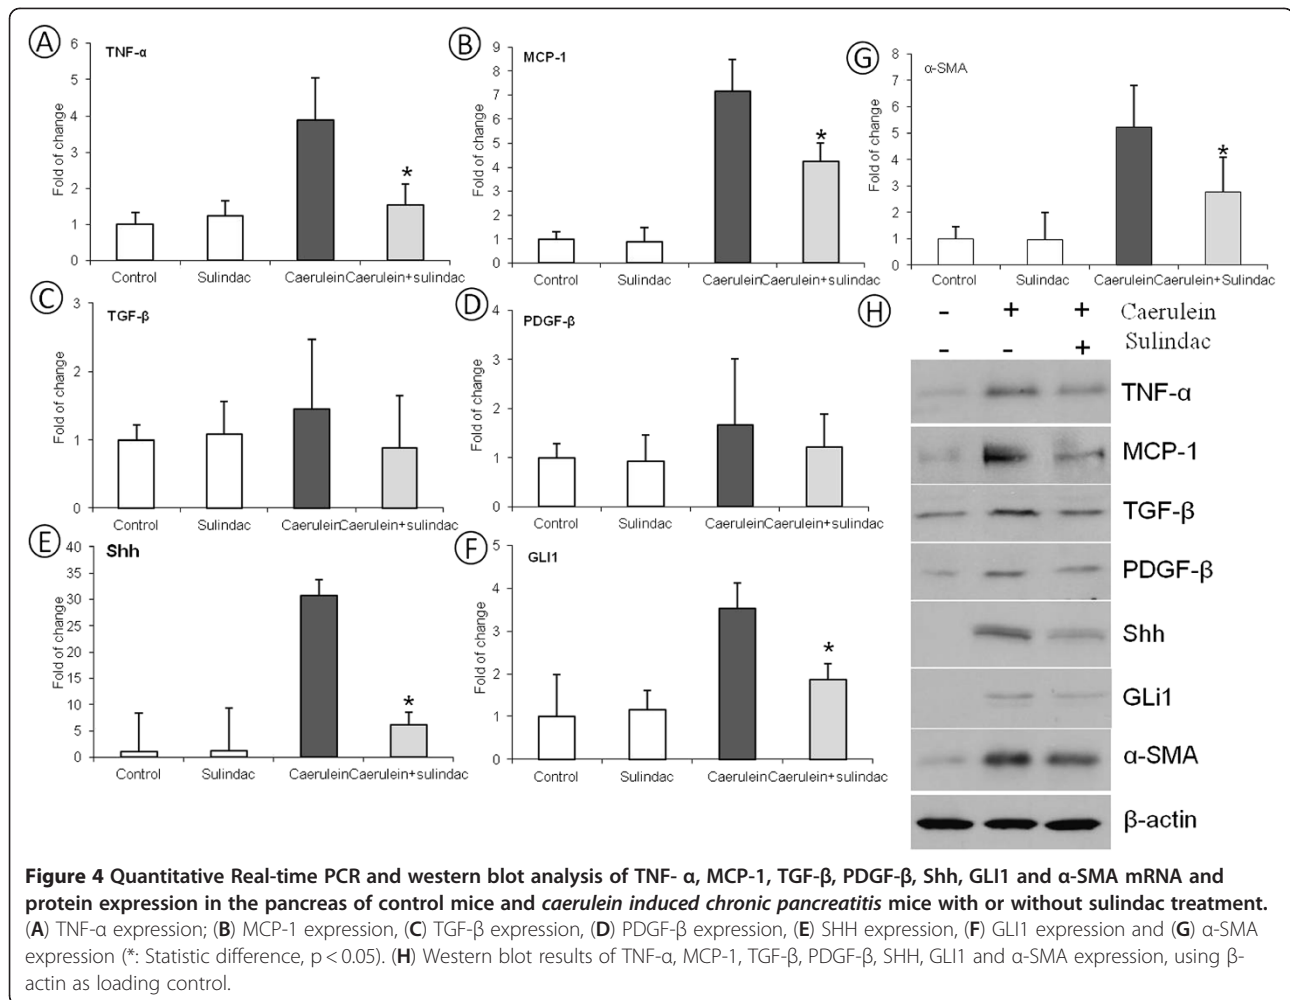 A
TNF-α
Fold of change
6
5
4
3
2
1
0
Control Sulindac Caerulein Caerulein+sulindac
*
B
MCP-1
Fold of change
9
8
7
6
5
4
3
2
1
0
Control Sulindac Caerulein Caerulein+sulindac
*
G
α-SMA
Fold of change
8
7
6
5
4
3
2
1
0
Control Sulindac Caerulein Caerulein+Sulindac
*
C
TGF-β
Fold of change
3
2
1
0
Control Sulindac Caerulein Caerulein+sulindac
D
PDGF-β
Fold of change
4
3
2
1
0
Control Sulindac Caerulein Caerulein+sulindac
E
Shh
Fold of change
40
35
30
25
20
15
10
5
0
Control Sulindac Caerulein Caerulein+sulindac
*
F
GLI1
Fold of change
5
4
3
2
1
0
Control Sulindac Caerulein Caerulein+sulindac
*
H
- + + Caerulein
- - + Sulindac
TNF-α
MCP-1
TGF-β
PDGF-β
Shh
GLi1
α-SMA
β-actin
Figure 4 Quantitative Real-time PCR and western blot analysis of TNF- α, MCP-1, TGF-β, PDGF-β, Shh, GLI1 and α-SMA mRNA and
protein expression in the pancreas of control mice and caerulein induced chronic pancreatitis mice with or without sulindac treatment.
(A) TNF-α expression; (B) MCP-1 expression, (C) TGF-β expression, (D) PDGF-β expression, (E) SHH expression, (F) GLI1 expression and (G) α-SMA
expression (*: Statistic difference, p < 0.05). (H) Western blot results of TNF-α, MCP-1, TGF-β, PDGF-β, SHH, GLI1 and α-SMA expression, using β-
actin as loading control.